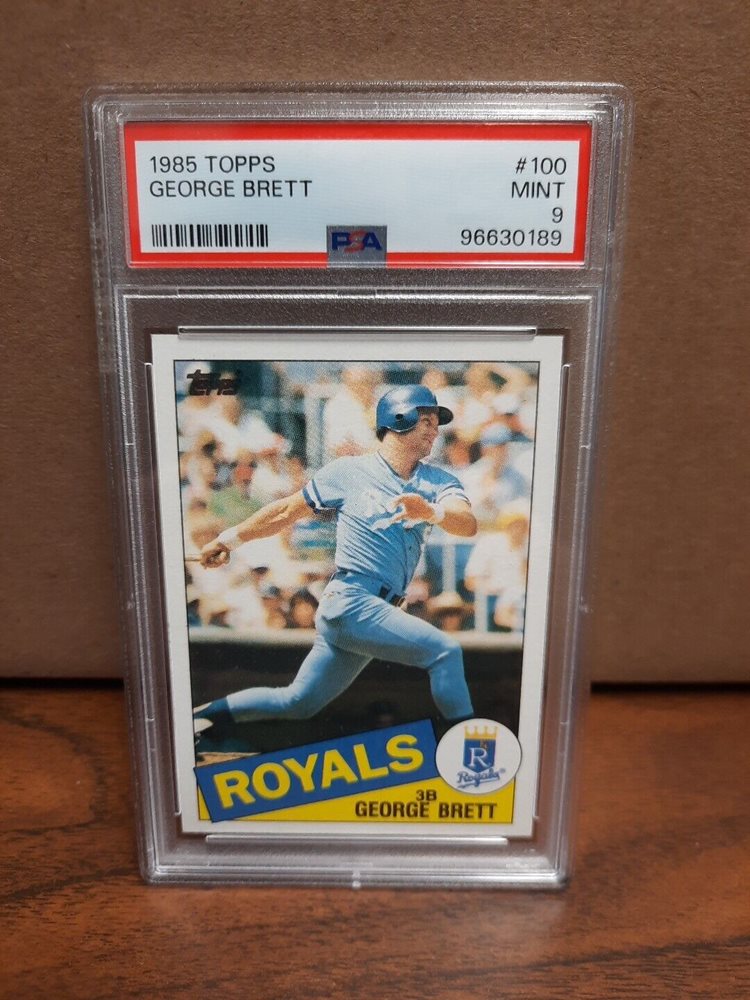 1985 TOPPS #100
GEORGE BRETT MINT
9
PSA 96630189
Topps
ROYALS
R
Royals®
3B
GEORGE BRETT